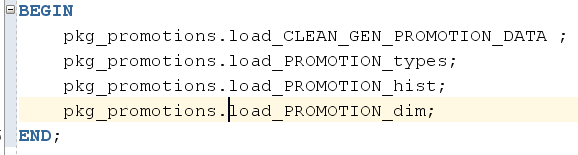 BEGIN
pkg_promotions.load_CLEAN_GEN_PROMOTION_DATA ;
pkg_promotions.load_PROMOTION_types;
pkg_promotions.load_PROMOTION_hist;
pkg_promotions.load_PROMOTION_dim;
END;